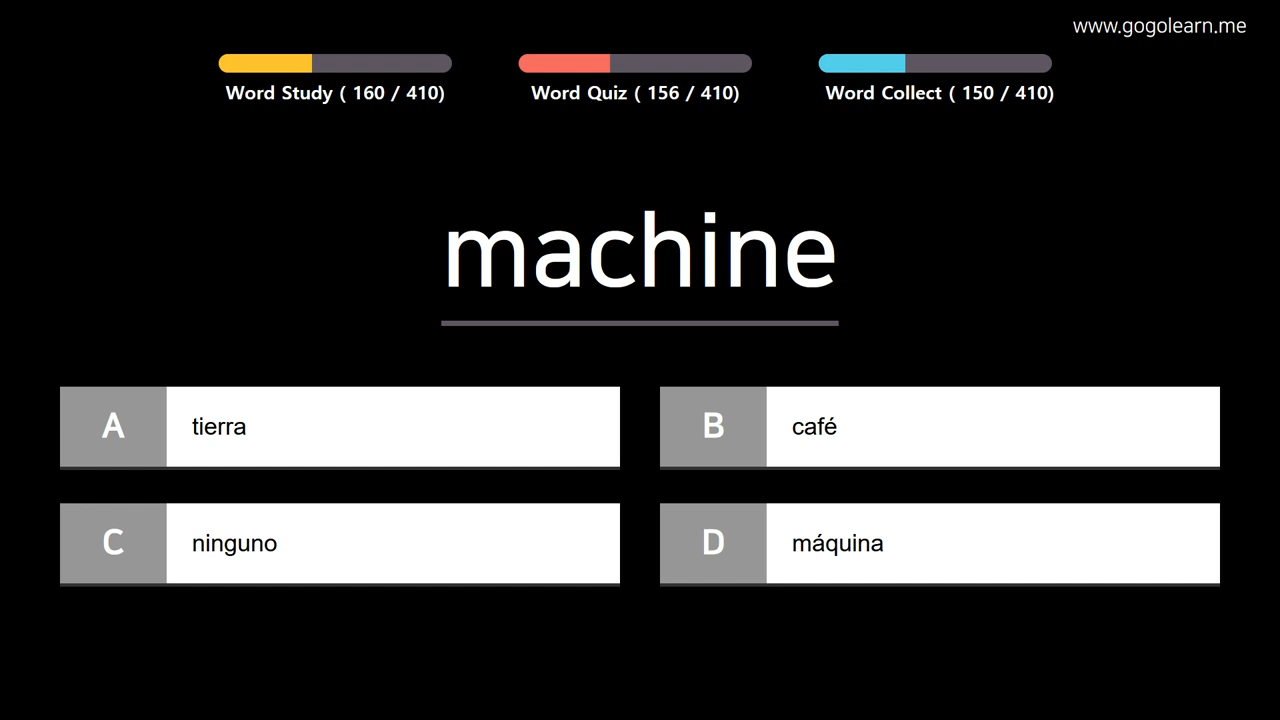 www.gogolearn.me
Word Study ( 160 / 410)
Word Quiz ( 156 / 410)
Word Collect ( 150 / 410)
machine
A tierra
B café
C ninguno
D máquina